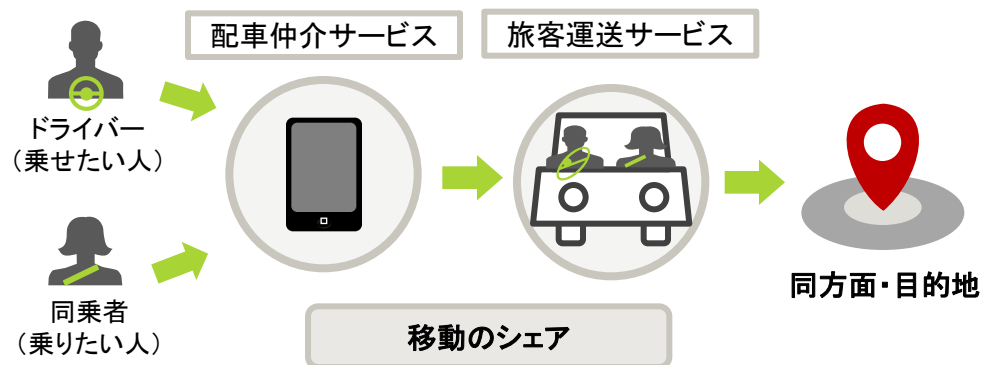 配車仲介サービス
旅客運送サービス
ドライバー
（乗せたい人）
同乗者
（乗りたい人）
同方面・目的地
移動のシェア